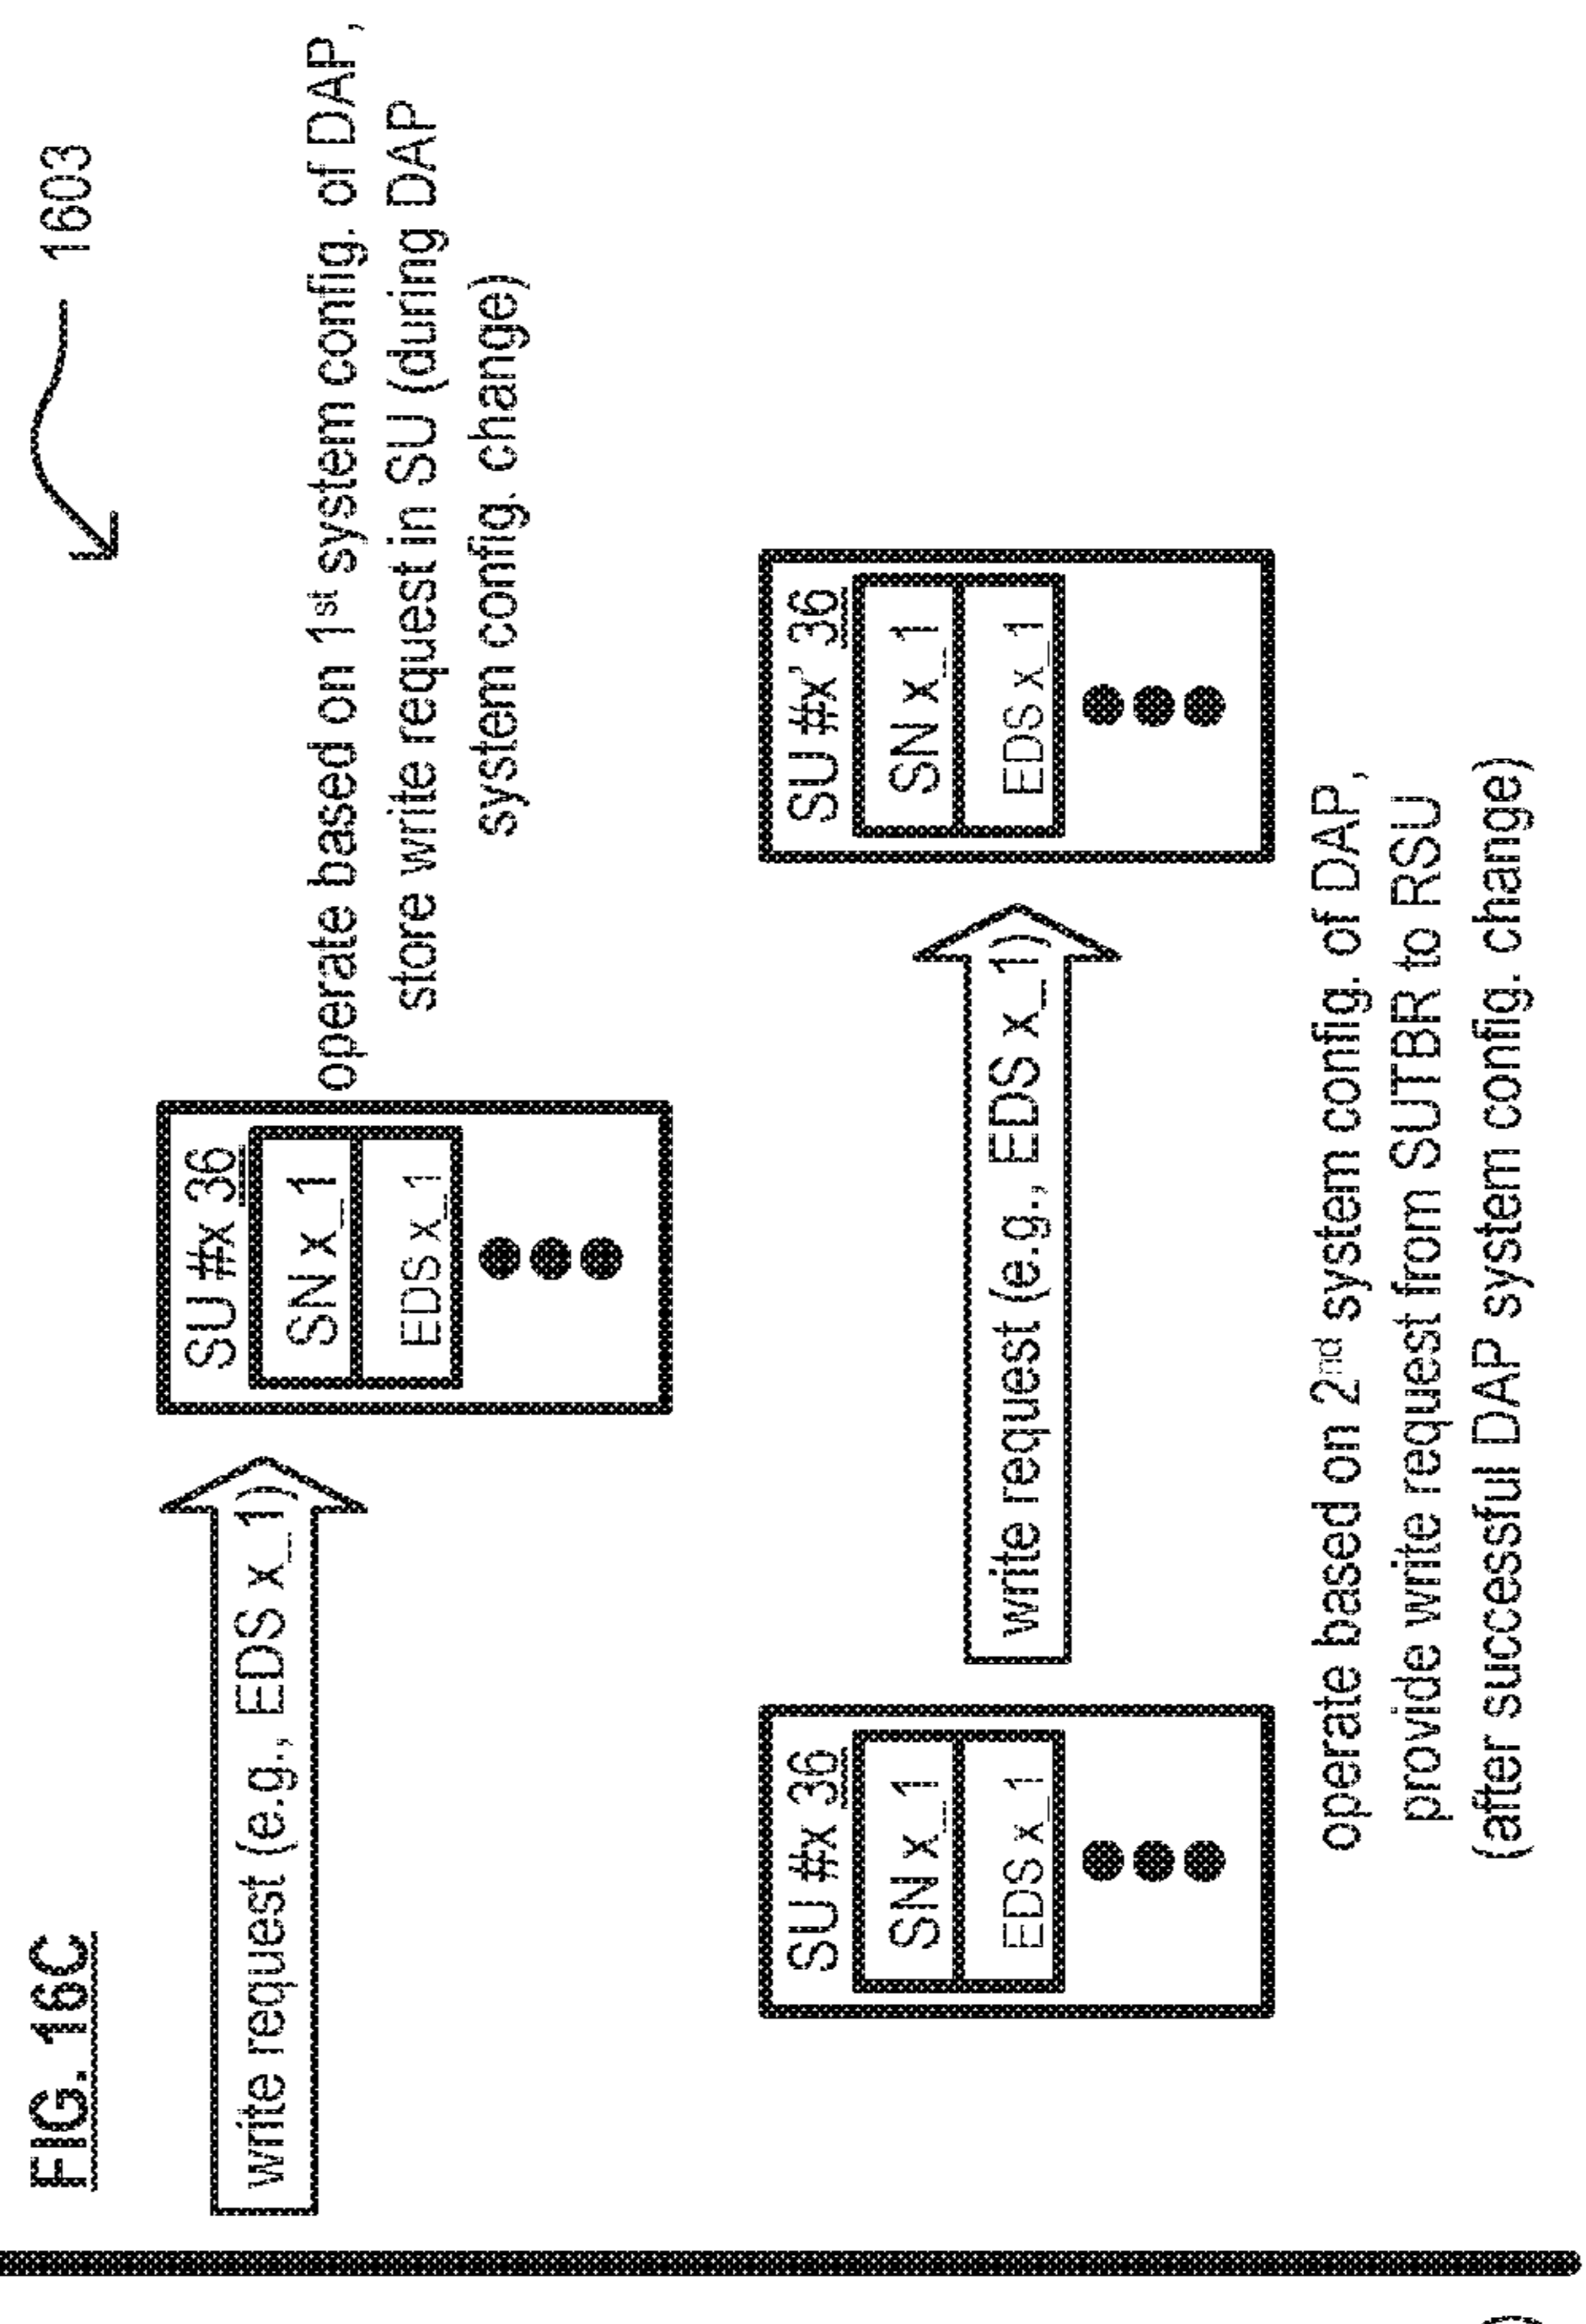 FIG. 16C
1603
write request (e.g., EDS x_1)
SU #x 36
SN x_1
EDS x_1
operate based on 1st system config. of DAP,
store write request in SU (during DAP
system config. change)
SU #x 36
SN x_1
EDS x_1
write request (e.g., EDS x_1)
SU #x' 36
SN x_1
EDS x_1
operate based on 2nd system config. of DAP,
provide write request from SUTBR to RSU
(after successful DAP system config. change)